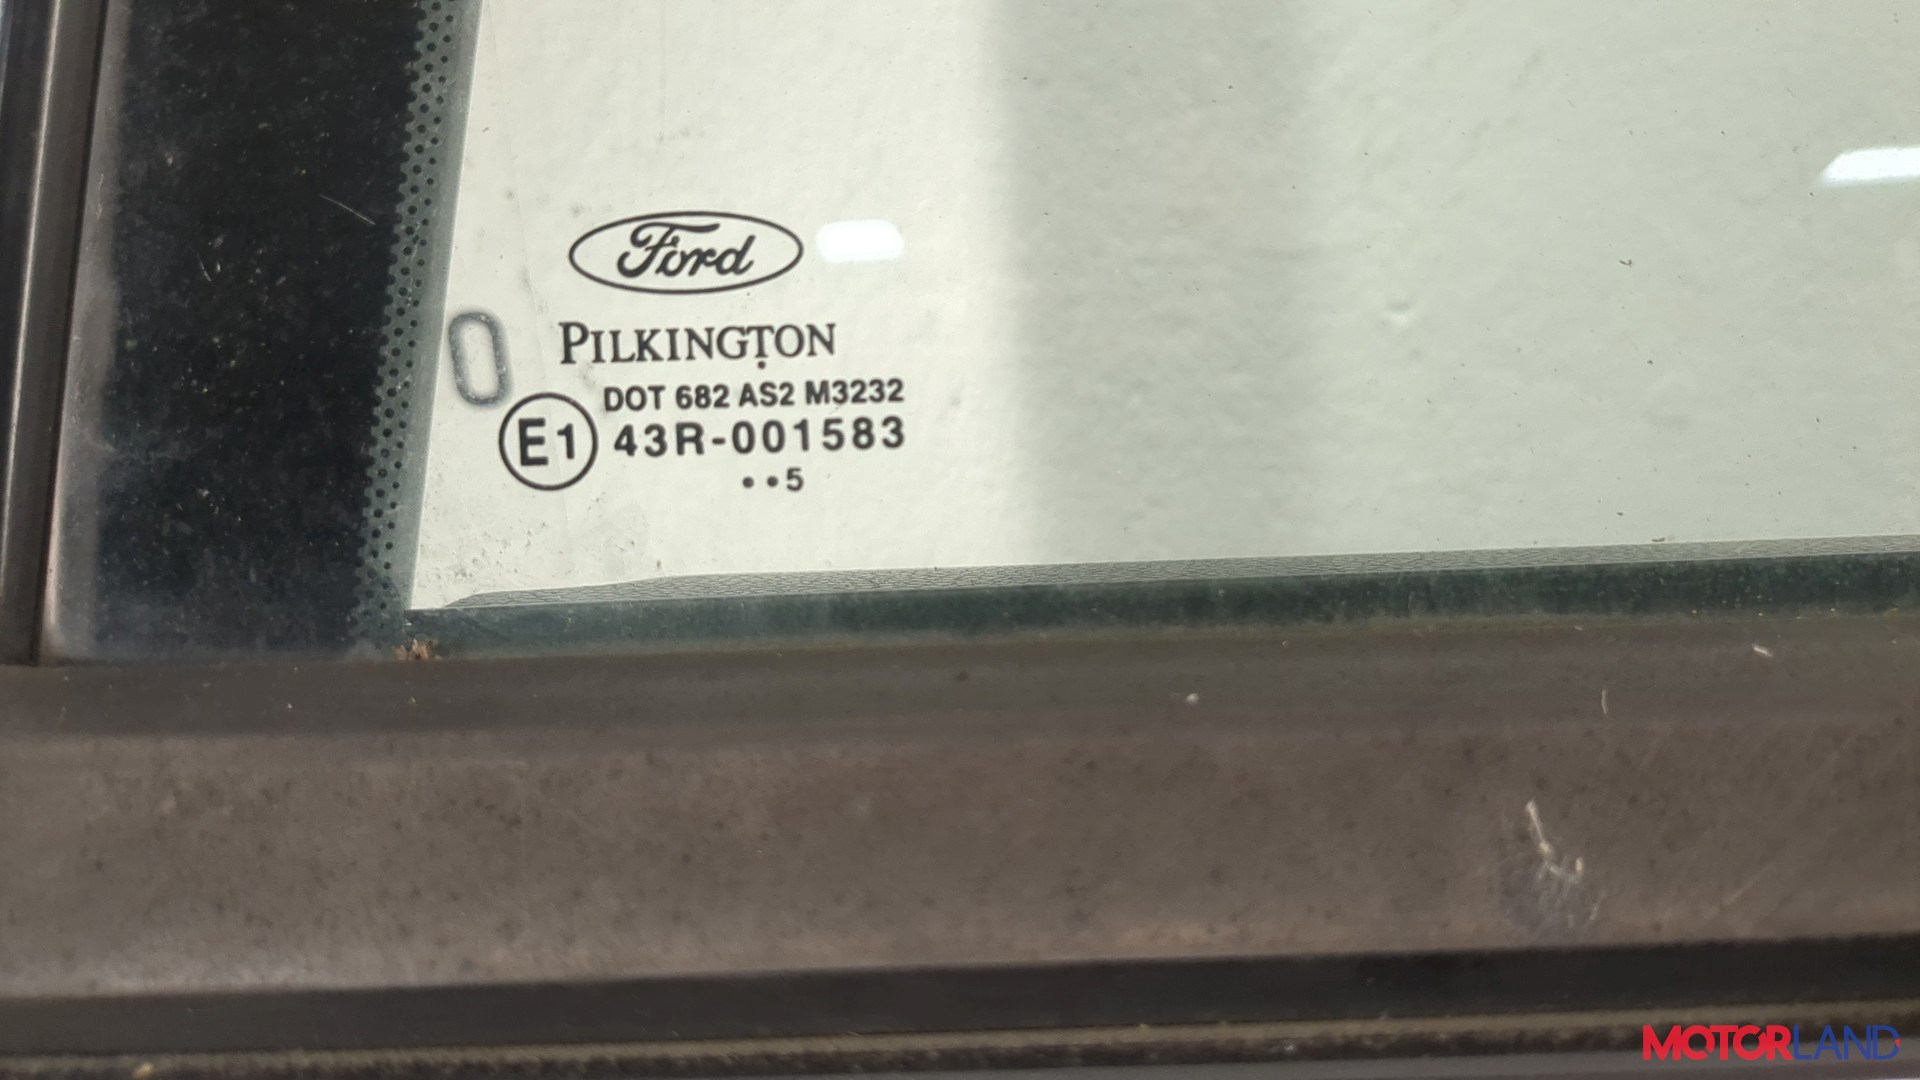 Ford
PILKINGTON
DOT 682 AS2 M3232
E1 43R-001583
••5
MOTORLAND